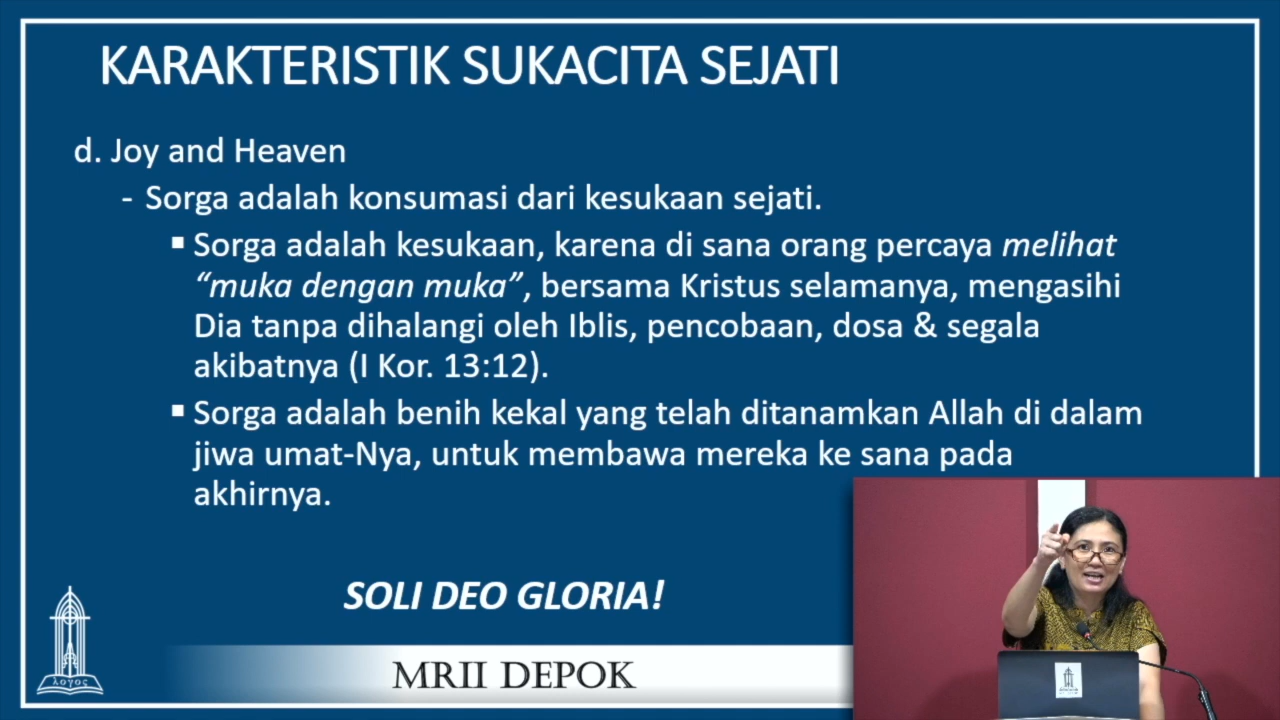 KARAKTERISTIK SUKACITA SEJATI
d. Joy and Heaven
- Sorga adalah konsumasi dari kesukaan sejati.
▪ Sorga adalah kesukaan, karena di sana orang percaya melihat
“muka dengan muka”, bersama Kristus selamanya, mengasihi
Dia tanpa dihalangi oleh Iblis, pencobaan, dosa & segala
akibatnya (I Kor. 13:12).
▪ Sorga adalah benih kekal yang telah ditanamkan Allah di dalam
jiwa umat-Nya, untuk membawa mereka ke sana pada
akhirnya.
SOLI DEO GLORIA!
λογος
MRII DEPOK